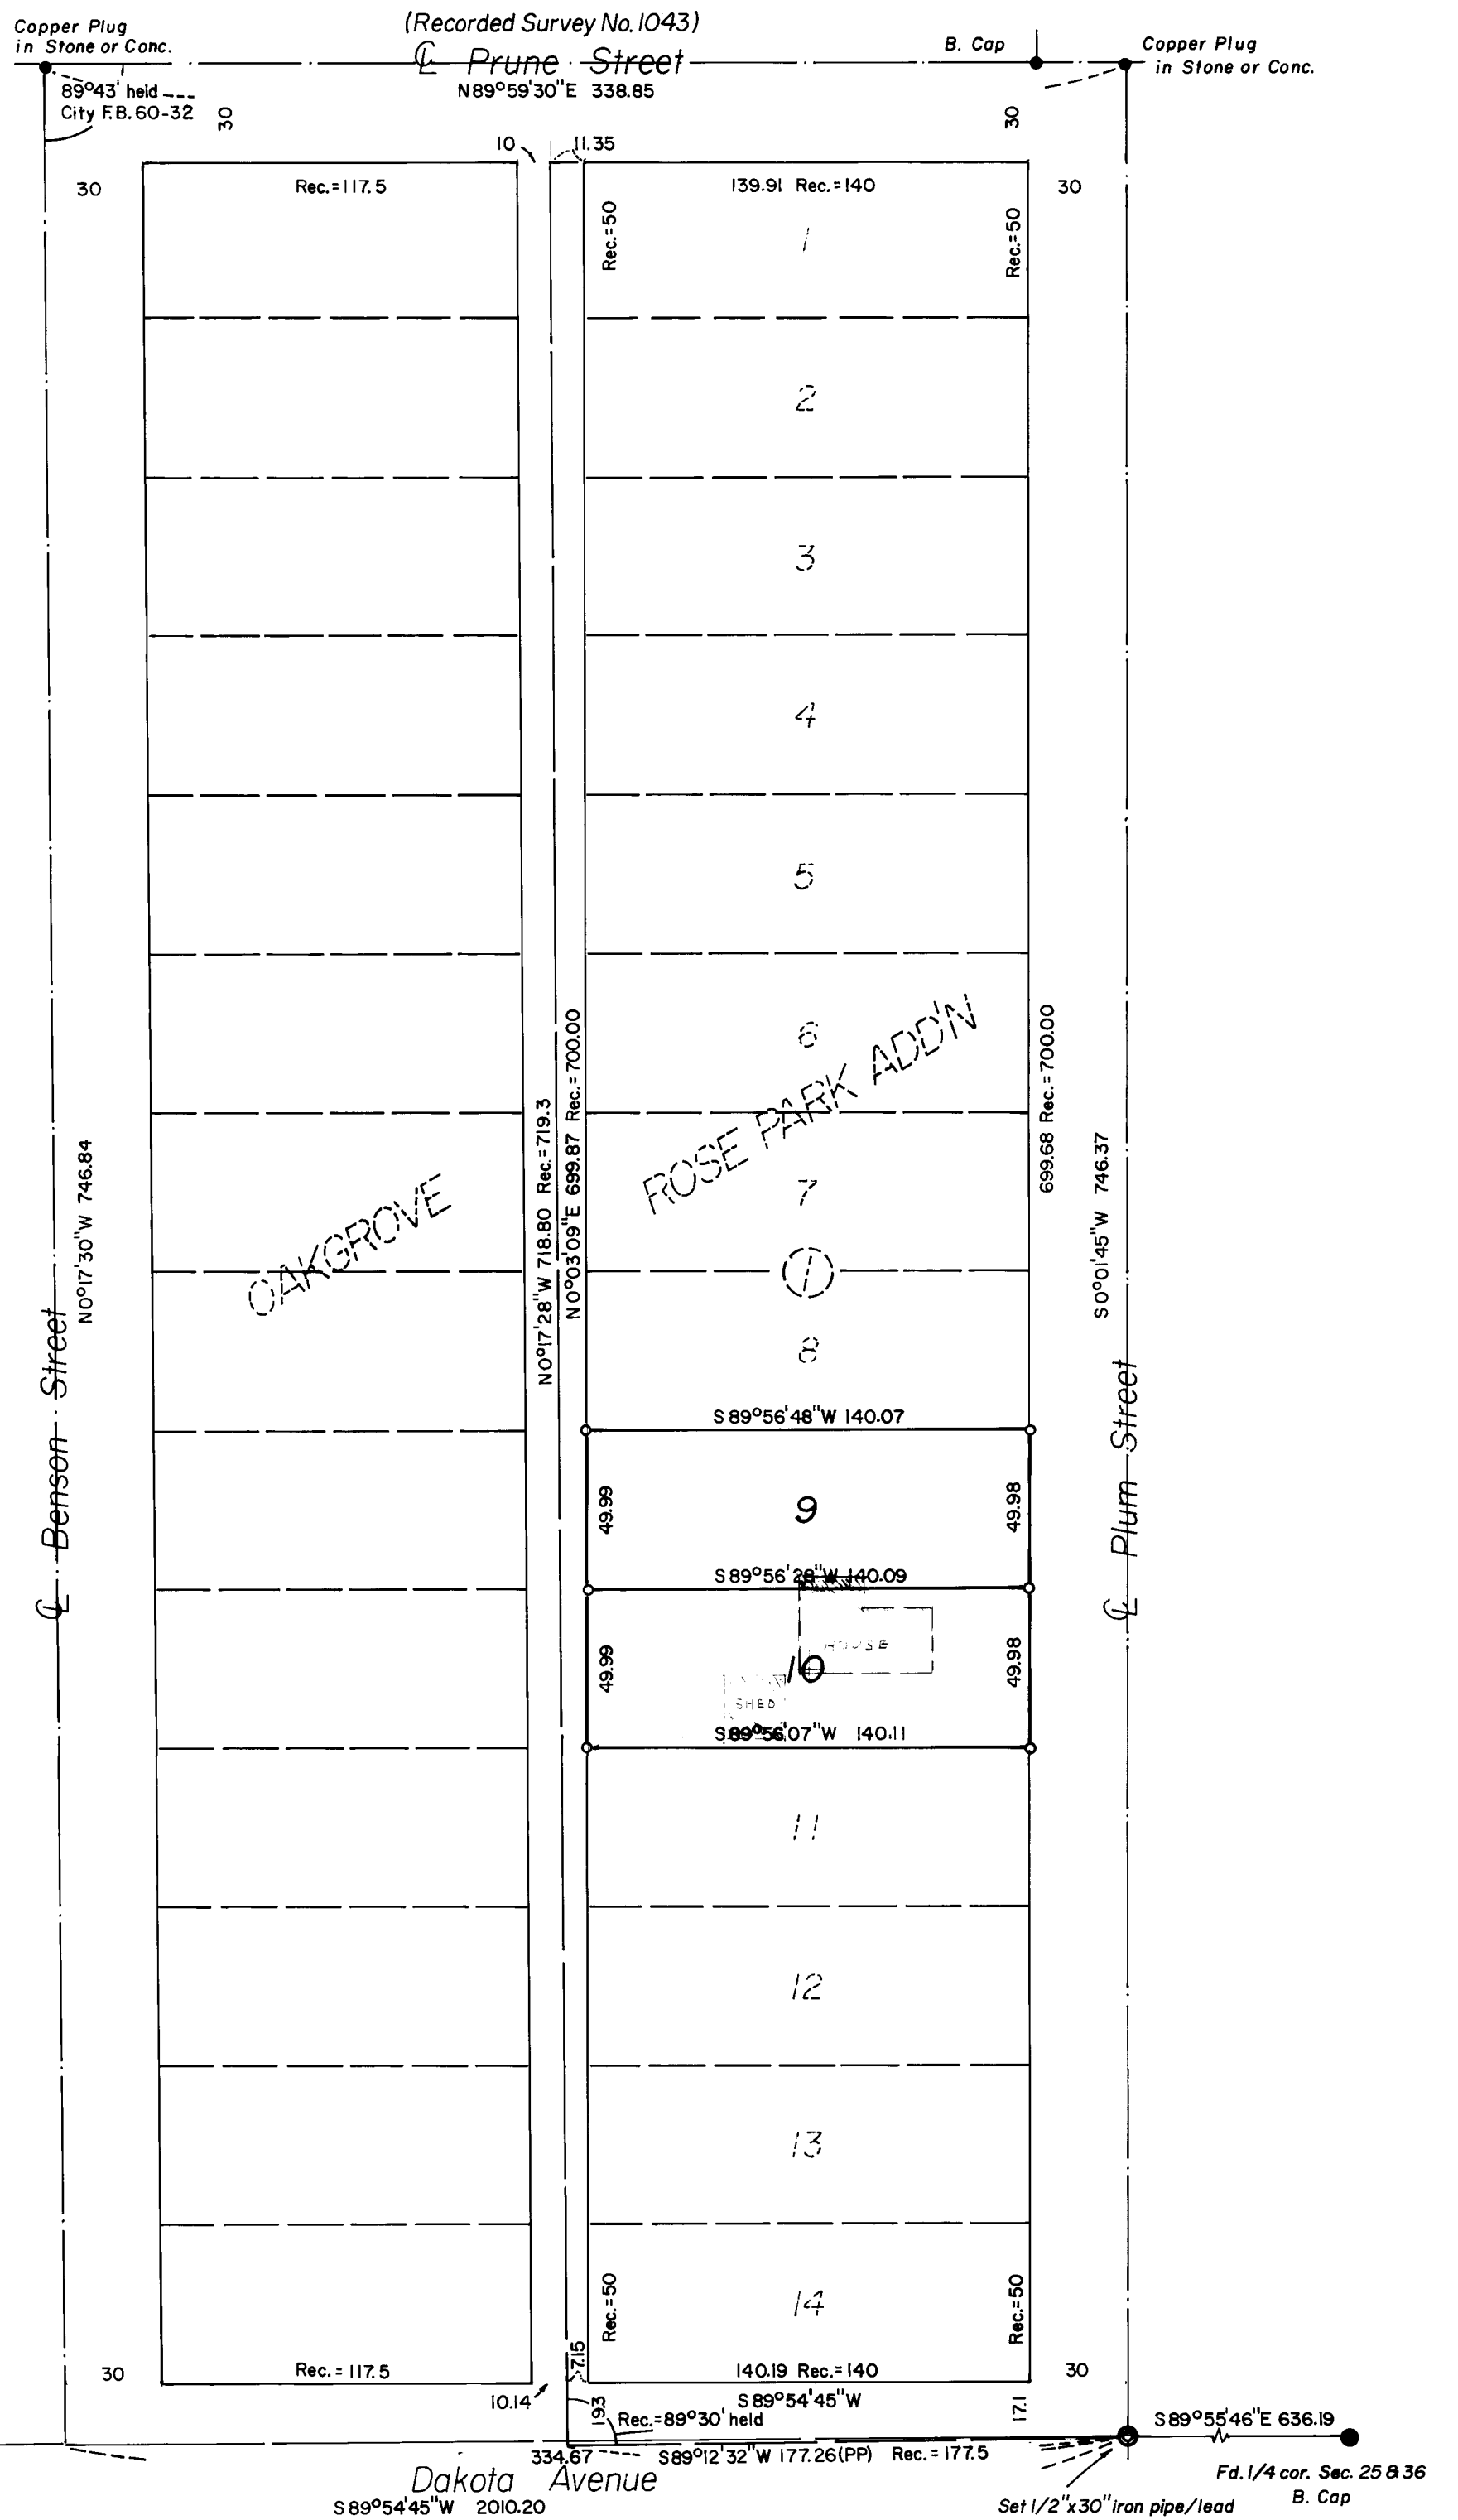 (Recorded Survey No. 1043)
Copper Plug
in Stone or Conc.
℄ Prune Street
B. Cap
Copper Plug
in Stone or Conc.
N89°59'30"E 338.85
89°43' held
City F.B. 60-32
30
30
10
11.35
30
Rec.=117.5
139.91 Rec.=140
30
Rec.=50
Rec.=50
1
2
3
4
5
6
ROSE PARK ADD'N
7
1
8
OAKGROVE
N0°17'30"W 746.84
N0°17'28"W 718.80 Rec.=719.3
N0°03'09"E 699.87 Rec.=700.00
699.68 Rec.=700.00
S0°01'45"W 746.37
℄ Benson Street
℄ Plum Street
S89°56'48"W 140.07
49.99
9
49.98
S89°56'28"W 140.09
49.99
HOUSE
10
49.98
SHED
S89°56'07"W 140.11
11
12
13
14
Rec.=50
Rec.=50
7.15
30
Rec.=117.5
140.19 Rec.=140
30
10.14
S89°54'45"W
19.3
17.1
Rec.=89°30' held
S89°55'46"E 636.19
334.67
S89°12'32"W 177.26(PP) Rec.=177.5
Dakota Avenue
Fd. 1/4 cor. Sec. 25 & 36
B. Cap
S89°54'45"W 2010.20
Set 1/2"x30" iron pipe/lead